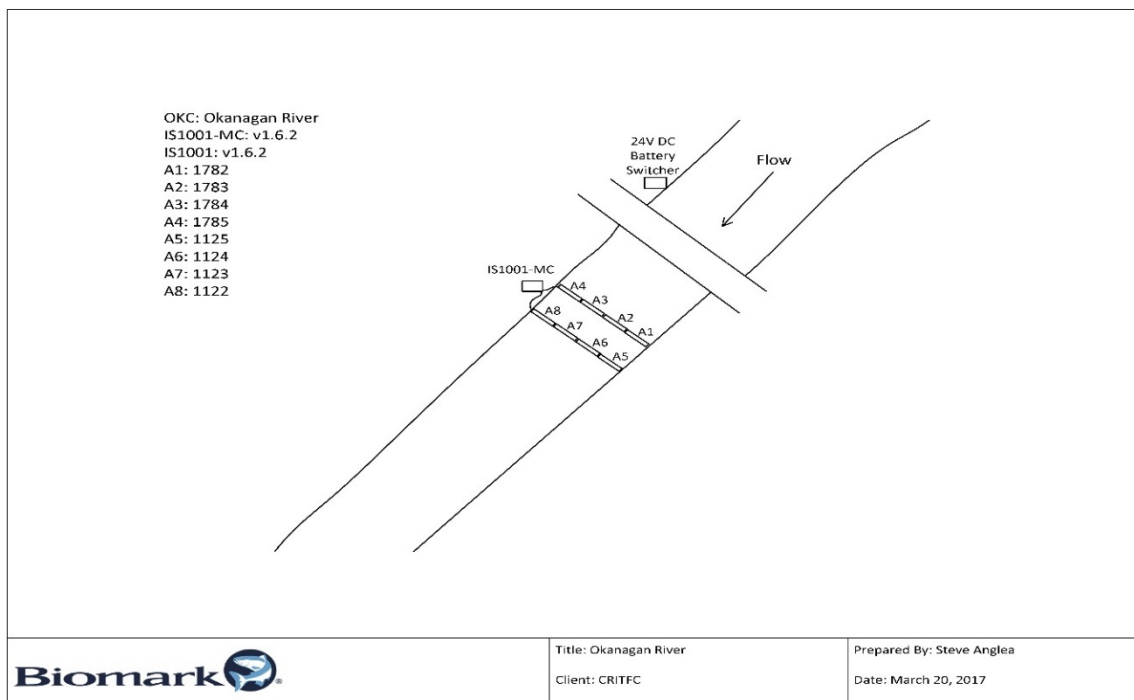 OKC: Okanagan River
IS1001-MC: v1.6.2
IS1001: v1.6.2
A1: 1782
A2: 1783
A3: 1784
A4: 1785
A5: 1125
A6: 1124
A7: 1123
A8: 1122
24V DC
Battery
Switcher
Flow
IS1001-MC
A4
A3
A2
A1
A8
A7
A6
A5
Biomark
Title: Okanagan River
Client: CRITFC
Prepared By: Steve Anglea
Date: March 20, 2017